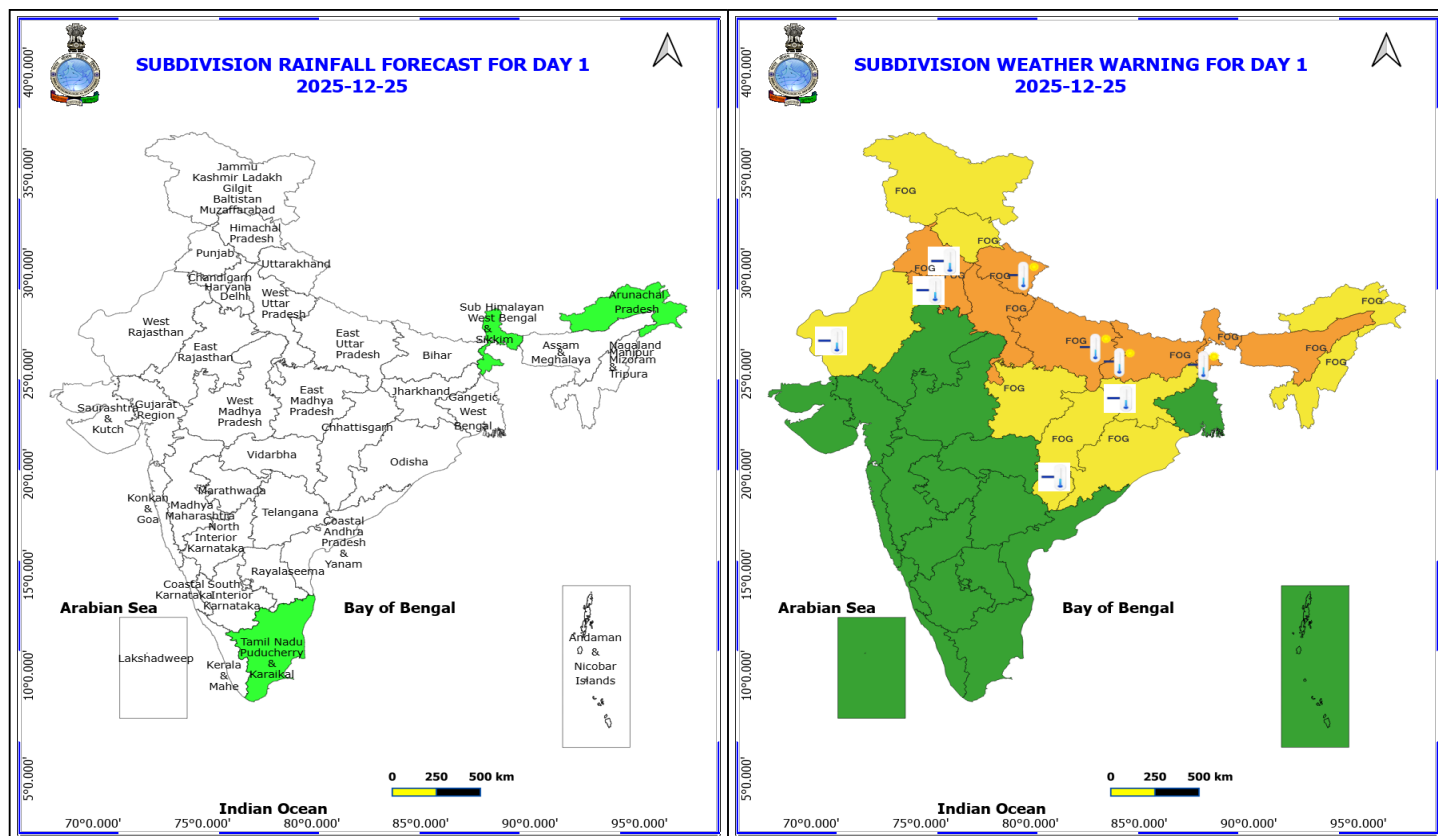 SUBDIVISION RAINFALL FORECAST FOR DAY 1
2025-12-25
40°0.000'
35°0.000'
30°0.000'
25°0.000'
20°0.000'
15°0.000'
10°0.000'
5°0.000'
Jammu
Kashmir Ladakh
Gilgit
Baltistan
Muzaffarabad
Himachal
Pradesh
Punjab
Uttarakhand
Chandigarh
Haryana
Delhi
West
Uttar
Pradesh
West
Rajasthan
East
Rajasthan
East
Uttar
Pradesh
Bihar
Sub Himalayan
West Bengal
&
Sikkim
Arunachal
Pradesh
Assam
&
Meghalaya
Nagaland
Manipur
Mizoram
&
Tripura
Saurashtra
&
Kutch
Gujarat
Region
West
Madhya
Pradesh
East
Madhya
Pradesh
Jharkhand
Gangetic
West
Bengal
Chhattisgarh
Odisha
Vidarbha
Konkan
&
Goa
Marathwada
Madhya
Maharashtra
North
Interior
Karnataka
Telangana
Coastal
Andhra
Pradesh
&
Yanam
Rayalaseema
Coastal
Karnataka
South
Interior
Karnataka
Arabian Sea
Bay of Bengal
Lakshadweep
Kerala
&
Mahe
Tamil Nadu
Puducherry
&
Karaikal
Andaman
&
Nicobar
Islands
0 250 500 km
Indian Ocean
70°0.000' 75°0.000' 80°0.000' 85°0.000' 90°0.000' 95°0.000'
SUBDIVISION WEATHER WARNING FOR DAY 1
2025-12-25
40°0.000'
35°0.000'
30°0.000'
25°0.000'
20°0.000'
15°0.000'
10°0.000'
5°0.000'
FOG
FOG
FOG
FOG
FOG
FOG
FOG
FOG
FOG
FOG
FOG
FOG
FOG
FOG
Arabian Sea
Bay of Bengal
0 250 500 km
Indian Ocean
70°0.000' 75°0.000' 80°0.000' 85°0.000' 90°0.000' 95°0.000'